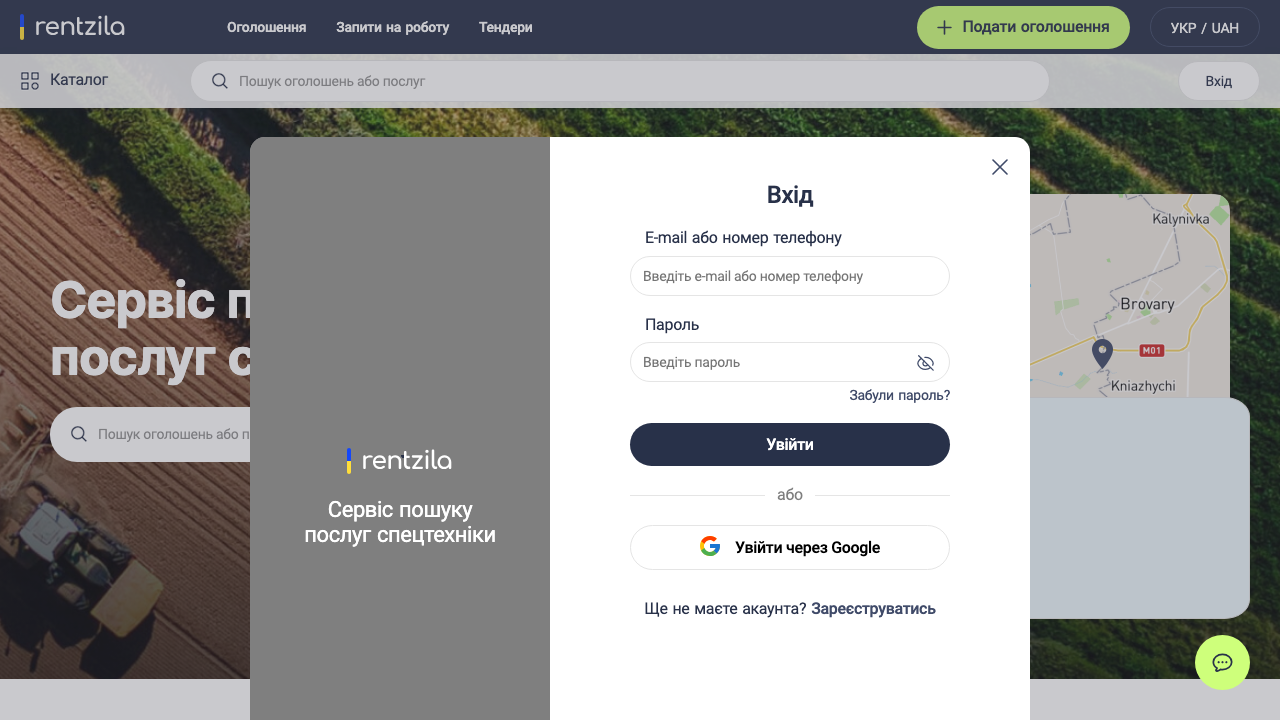 rentzila
Оголошення
Запити на роботу
Тендери
Подати оголошення
УКР / UAH
Каталог
Пошук оголошень або послуг
Вхід
Сервіс п
послуг с
Пошук оголошень або п
Kalynivka
Brovary
M01
Kniazhychi
rentzila
Сервіс пошуку
послуг спецтехніки
Вхід
E-mail або номер телефону
Введіть e-mail або номер телефону
Пароль
Введіть пароль
Забули пароль?
Увійти
або
Увійти через Google
Ще не маєте акаунта? Зареєструватись